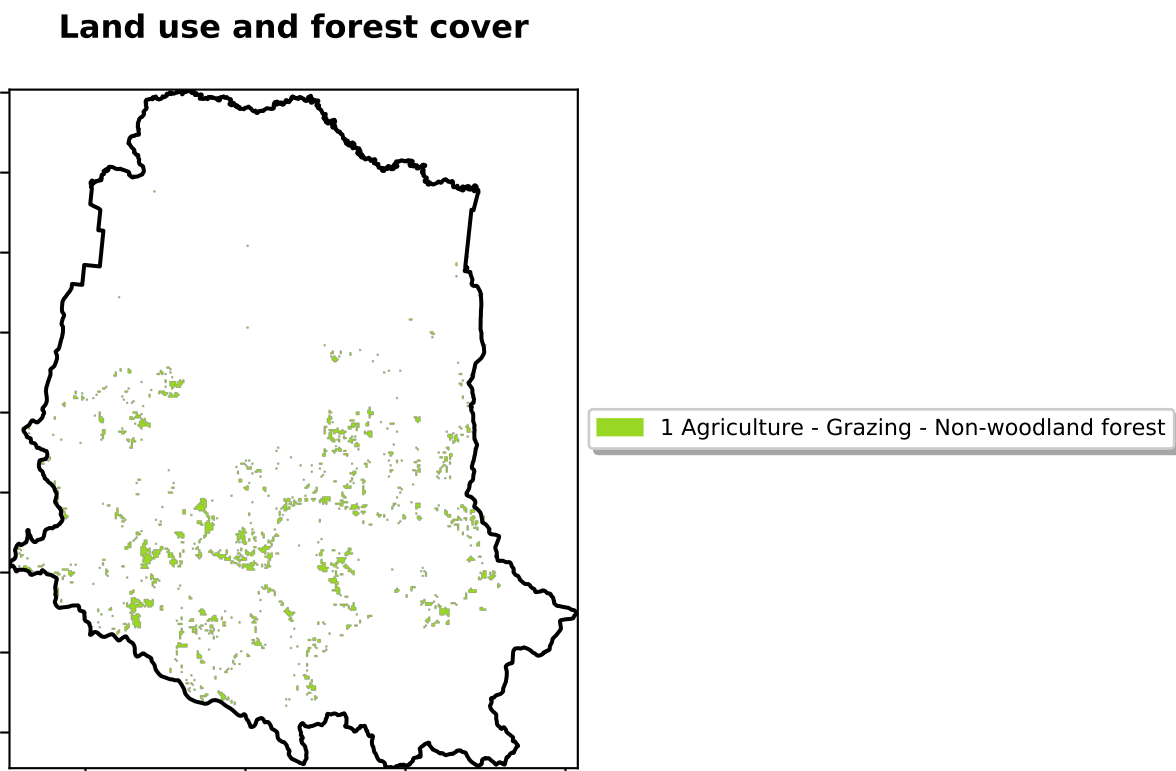 Land use and forest cover
1 Agriculture - Grazing - Non-woodland forest